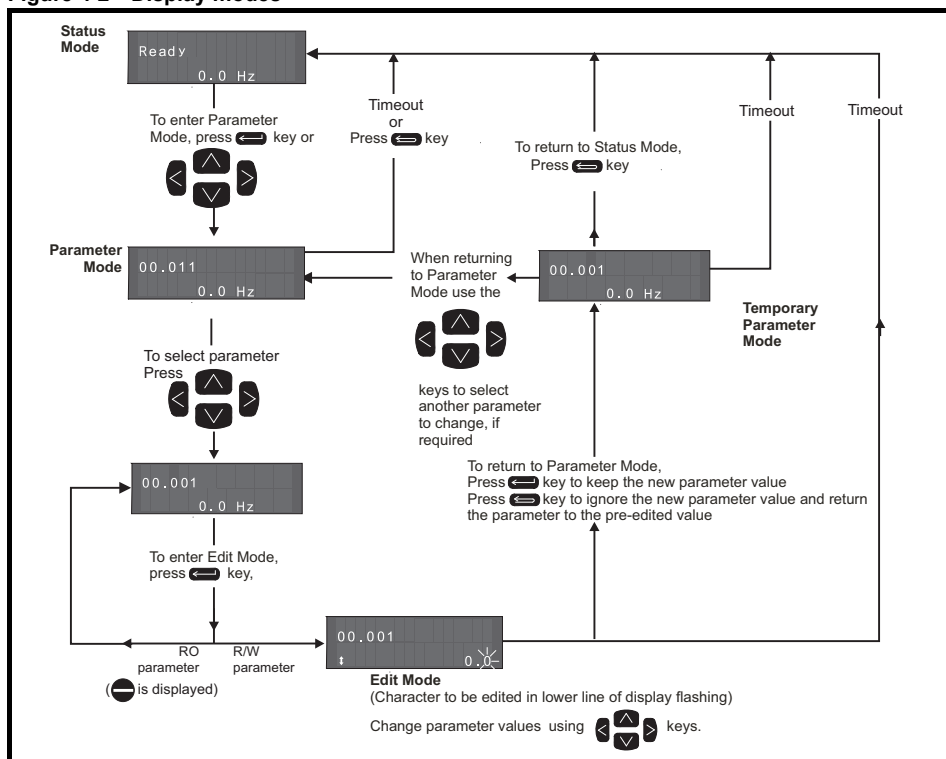 Status
Mode
Ready
0.0 Hz
To enter Parameter
Mode, press key or
Timeout
or
Press key
To return to Status Mode,
Press key
Timeout
Timeout
Parameter
Mode
00.011
0.0 Hz
When returning
to Parameter
Mode use the
keys to select
another parameter
to change, if
required
00.001
0.0 Hz
Temporary
Parameter
Mode
To select parameter
Press
00.001
0.0 Hz
To return to Parameter Mode,
Press key to keep the new parameter value
Press key to ignore the new parameter value and return
the parameter to the pre-edited value
To enter Edit Mode,
press key,
RO
parameter
R/W
parameter
( is displayed)
00.001
0.0
Edit Mode
(Character to be edited in lower line of display flashing)
Change parameter values using keys.